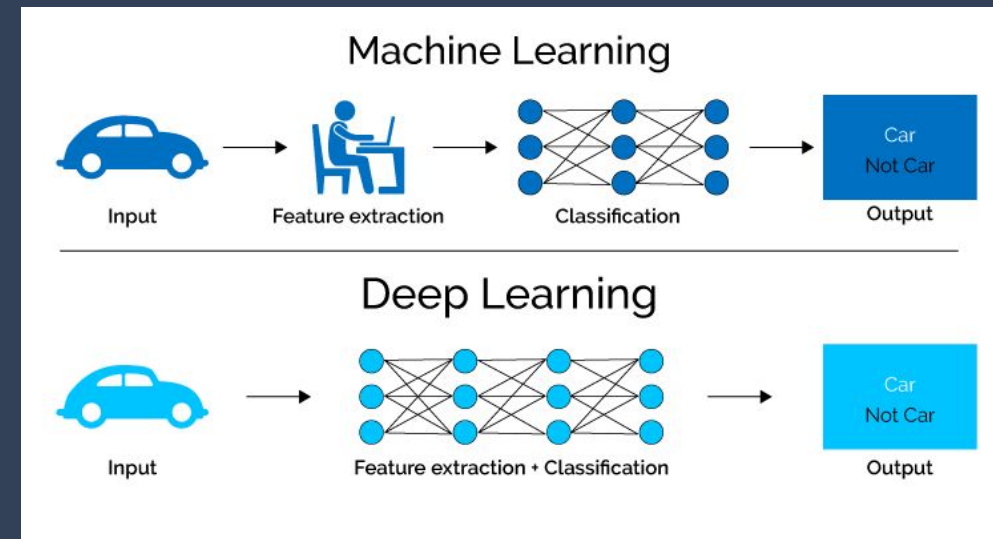 Machine Learning
Car
Not Car
Input
Feature extraction
Classification
Output
Deep Learning
Car
Not Car
Input
Feature extraction + Classification
Output